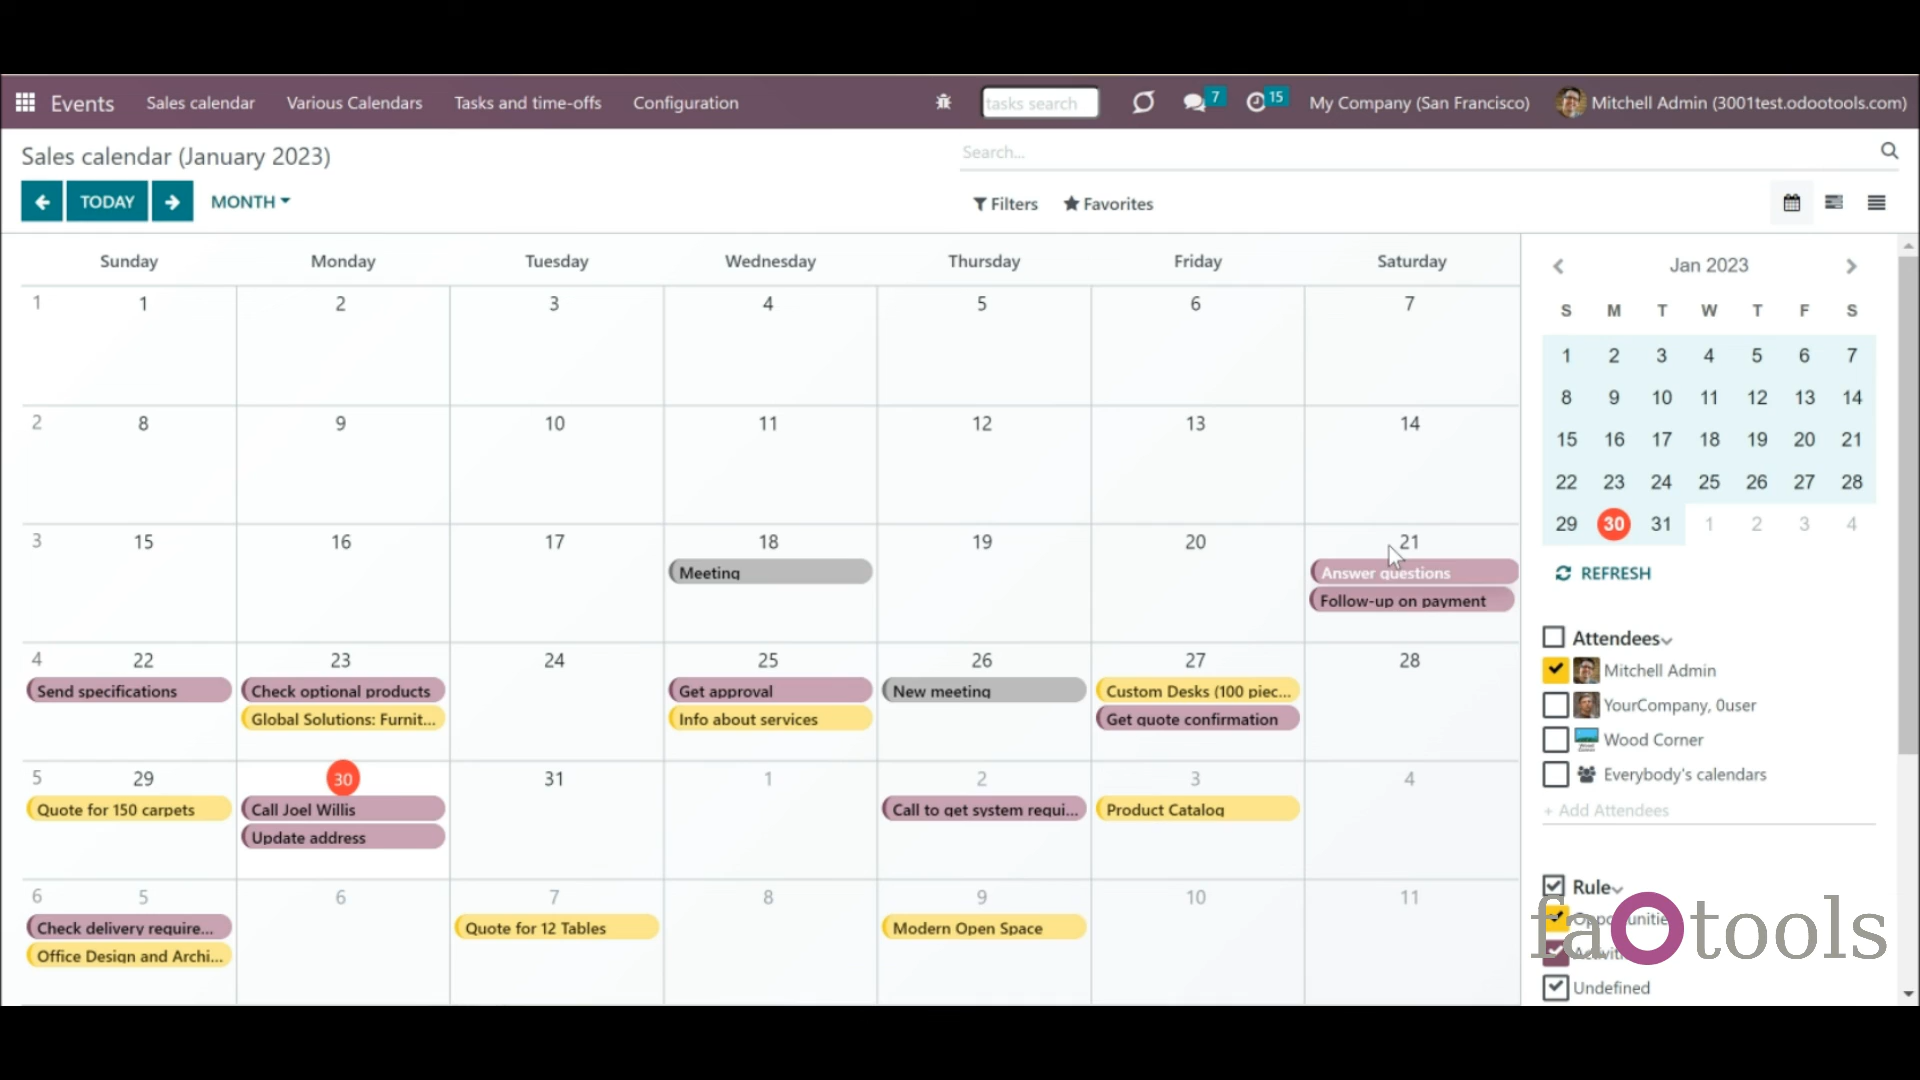 Events Sales calendar Various Calendars Tasks and time-offs Configuration tasks search 7 15 My Company (San Francisco) Mitchell Admin (3001test.odootools.com)
Sales calendar (January 2023) Search...
TODAY MONTH Filters Favorites
Sunday Monday Tuesday Wednesday Thursday Friday Saturday
1 1 2 3 4 5 6 7
2 8 9 10 11 12 13 14
3 15 16 17 18 19 20 21
Meeting Answer questions
Follow-up on payment
4 22 23 24 25 26 27 28
Send specifications Check optional products Get approval New meeting Custom Desks (100 piec...
Global Solutions: Furnit... Info about services Get quote confirmation
5 29 30 31 1 2 3 4
Quote for 150 carpets Call Joel Willis Call to get system requi... Product Catalog
Update address
6 5 6 7 8 9 10 11
Check delivery require... Quote for 12 Tables Modern Open Space
Office Design and Archi...
Jan 2023
S M T W T F S
1 2 3 4 5 6 7
8 9 10 11 12 13 14
15 16 17 18 19 20 21
22 23 24 25 26 27 28
29 30 31 1 2 3 4
REFRESH
Attendees
Mitchell Admin
YourCompany, 0user
Wood Corner
Everybody's calendars
+ Add Attendees
Rule
faOtools
Undefined